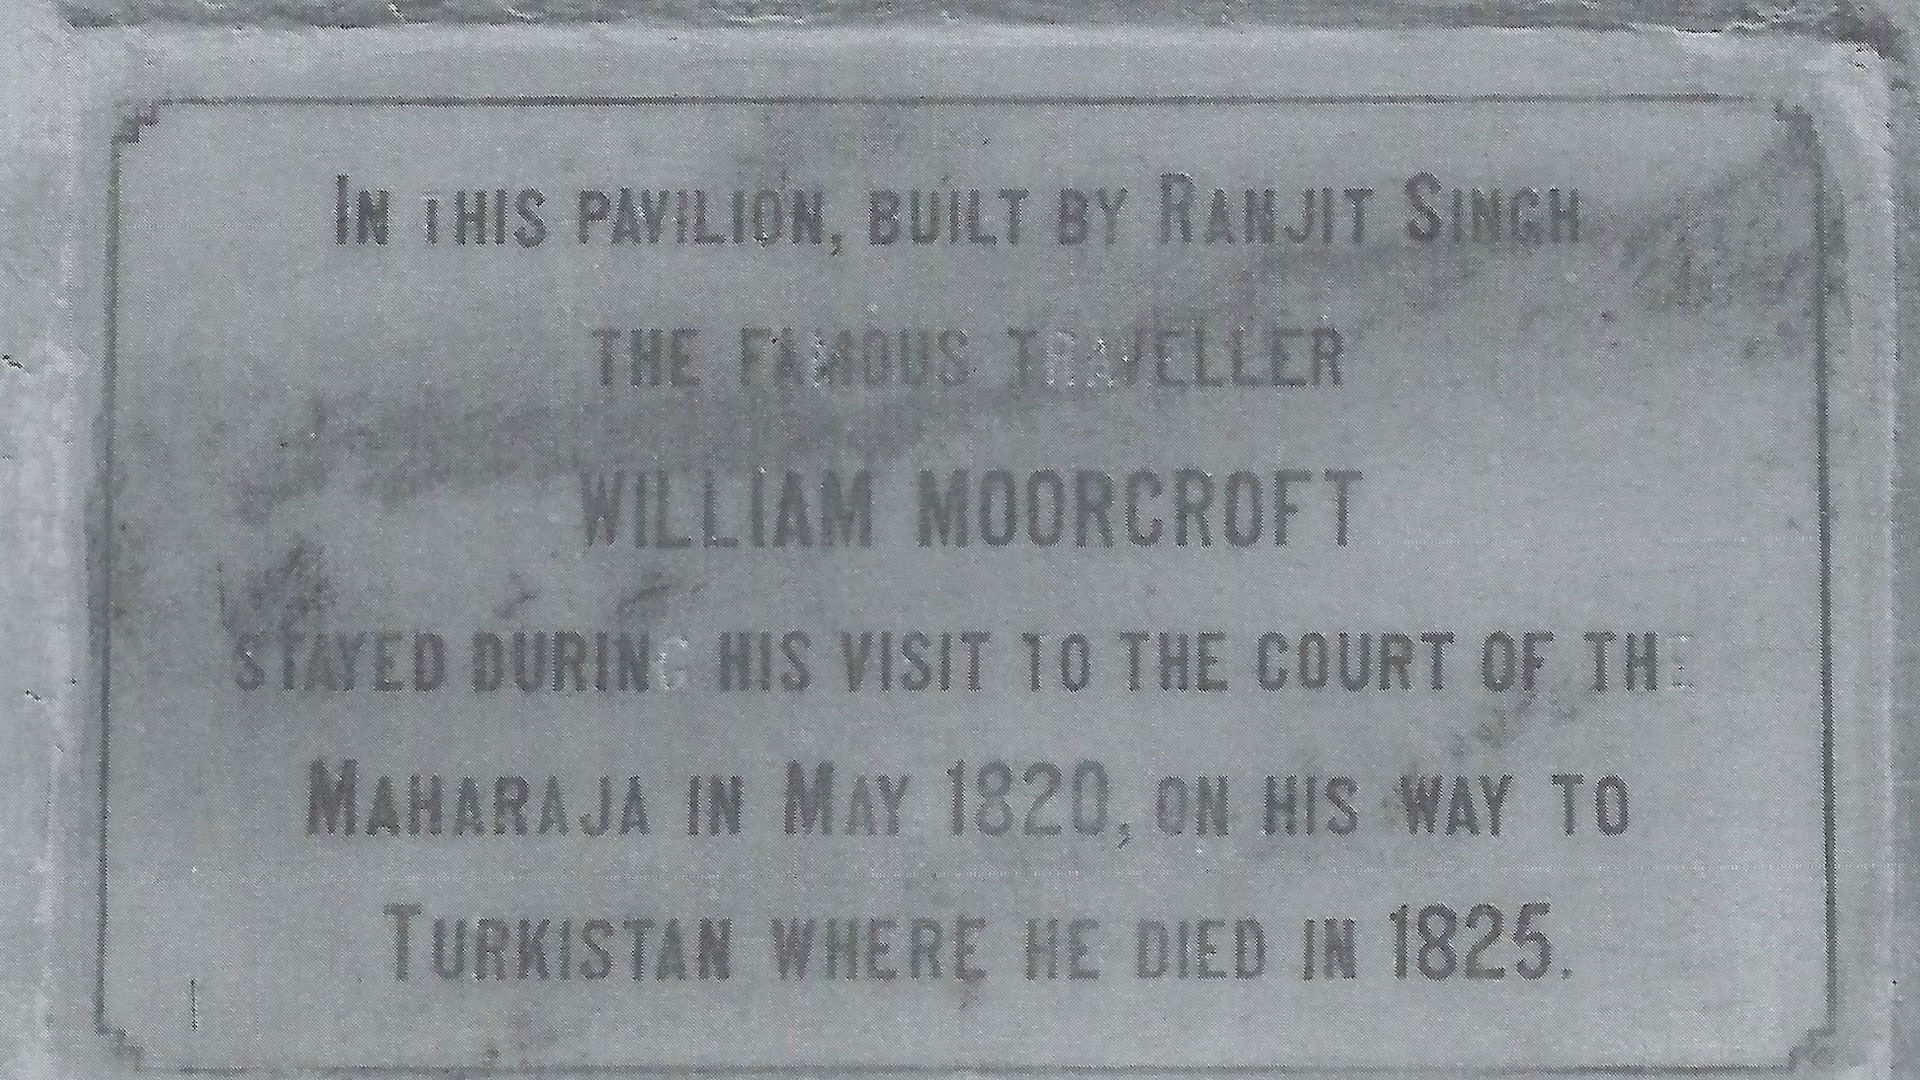 IN THIS PAVILION, BUILT BY RANJIT SINGH
THE FAMOUS TRAVELLER
WILLIAM MOORCROFT
STAYED DURING HIS VISIT TO THE COURT OF THE
MAHARAJA IN MAY 1820, ON HIS WAY TO
TURKISTAN WHERE HE DIED IN 1825.